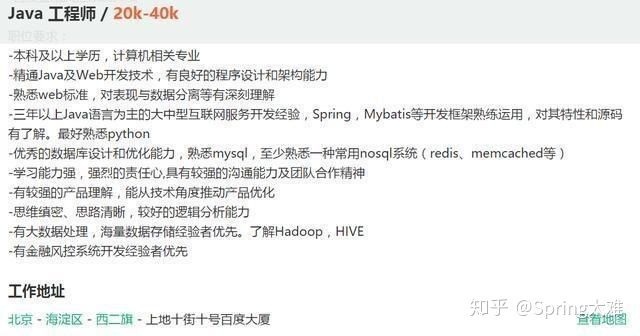 Java 工程师 / 20k-40k
职位要求：
-本科及以上学历，计算机相关专业
-精通Java及Web开发技术，有良好的程序设计和架构能力
-熟悉web标准，对表现与数据分离等有深刻理解
-三年以上Java语言为主的大中型互联网服务开发经验，Spring，Mybatis等开发框架熟练运用，对其特性和源码
有了解。最好熟悉python
-优秀的数据库设计和优化能力，熟悉mysql，至少熟悉一种常用nosql系统（redis、memcached等）
-学习能力强，强烈的责任心,具有较强的沟通能力及团队合作精神
-有较强的产品理解，能从技术角度推动产品优化
-思维缜密、思路清晰，较好的逻辑分析能力
-有大数据处理，海量数据存储经验者优先。了解Hadoop，HIVE
-有金融风控系统开发经验者优先
工作地址
北京 - 海淀区 - 西二旗 - 上地十街十号百度大厦
查看地图
知乎 @Spring大难